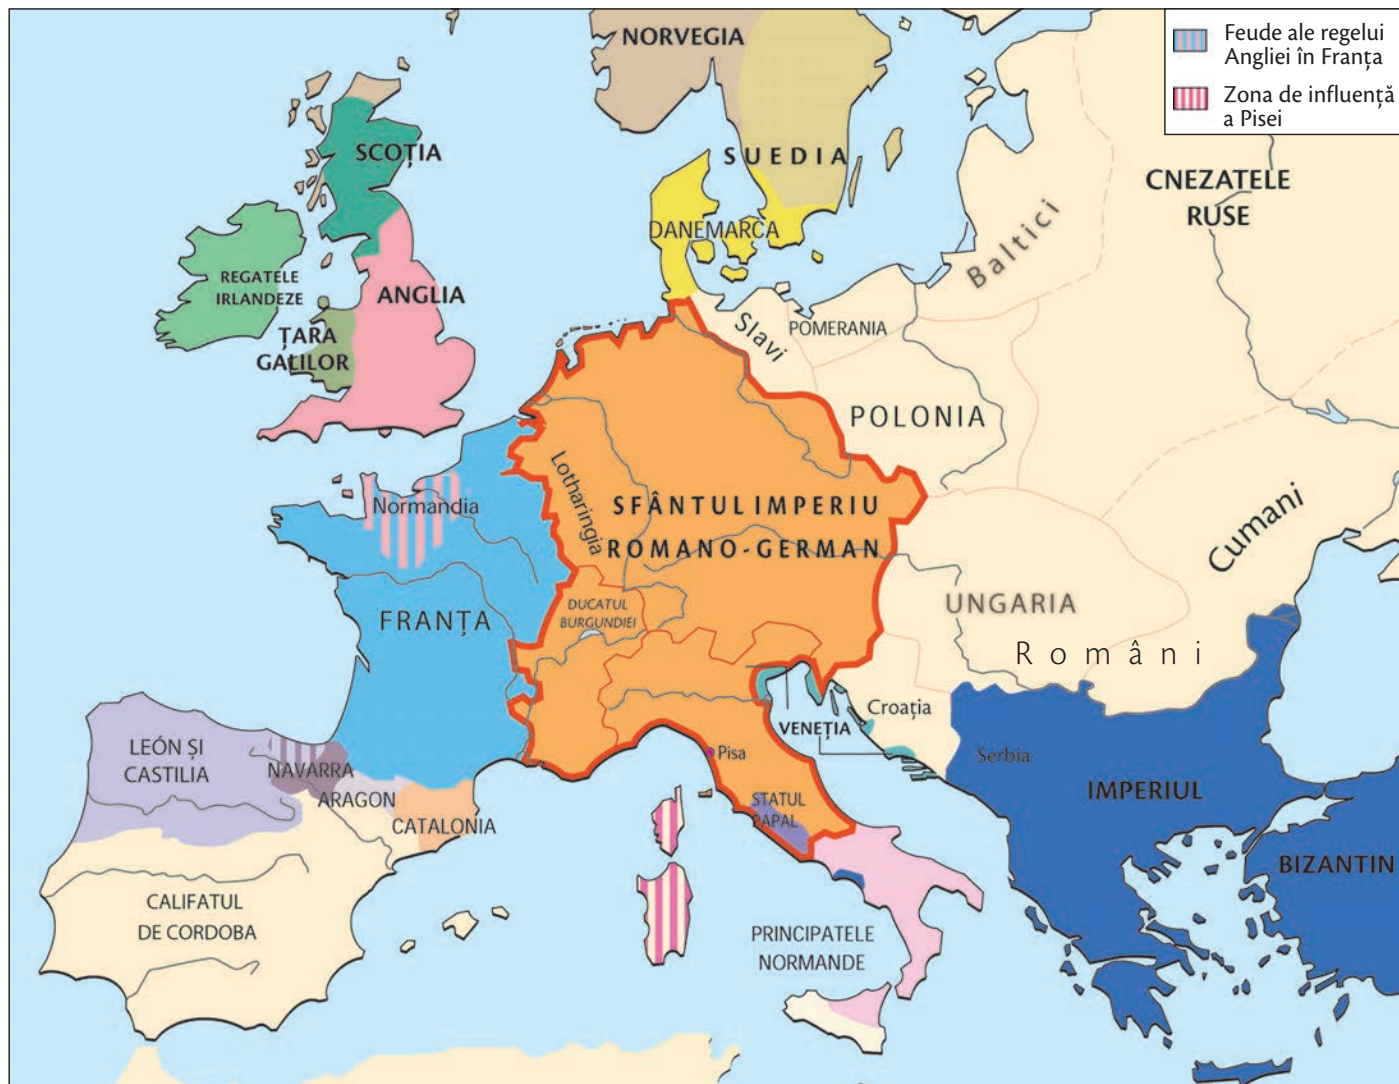 Feude ale regelui
Angliei în Franța
Zona de influență
a Pisei
NORVEGIA
SUEDIA
SCOȚIA
CNEZATELE
RUSE
DANEMARCA
Baltici
REGATELE
IRLANDEZE
ANGLIA
ȚARA
GALILOR
Slavi
POMERANIA
POLONIA
Lotharingia
Normandia
SFÂNTUL IMPERIU
ROMANO-GERMAN
Cumani
DUCATUL
BURGUNDIEI
UNGARIA
FRANȚA
Români
Croația
VENEȚIA
LEÓN ȘI
CASTILIA
Pisa
Serbia
NAVARRA
ARAGON
CATALONIA
STATUL
PAPAL
IMPERIUL
BIZANTIN
CALIFATUL
DE CORDOBA
PRINCIPATELE
NORMANDE